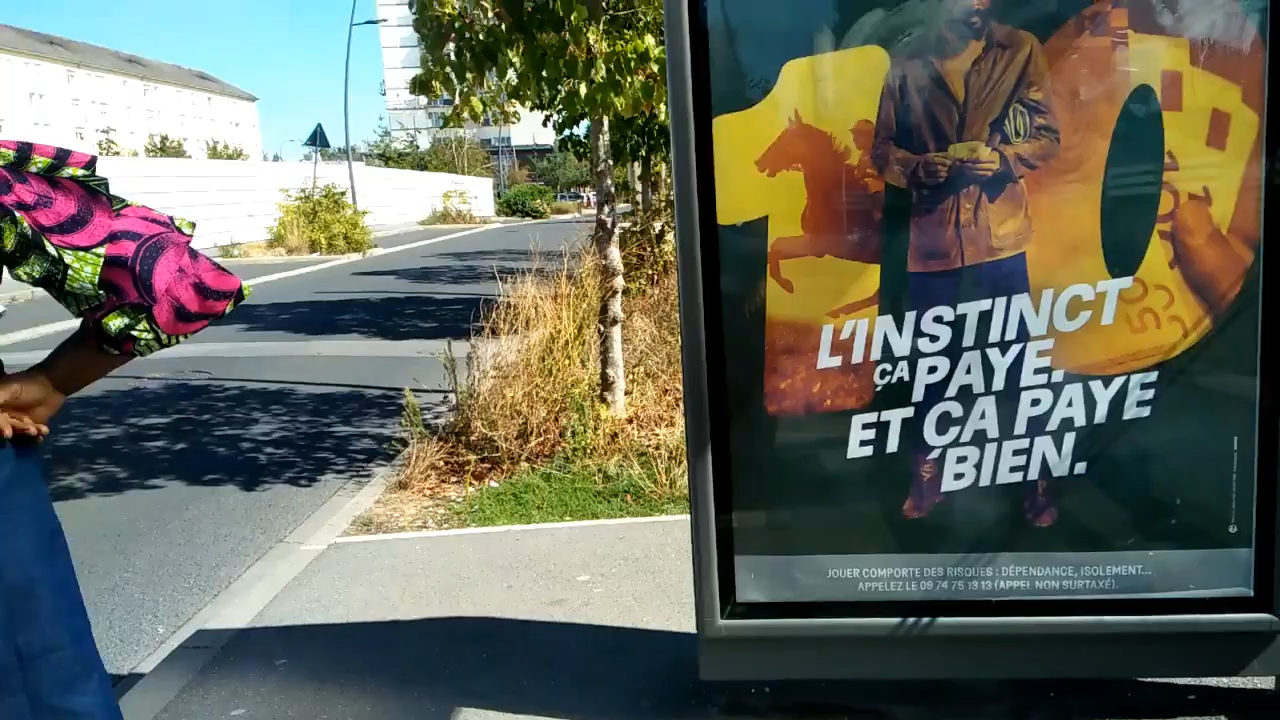 10
L'INSTINCT
ÇA PAYE.
ET ÇA PAYE
BIEN.
JOUER COMPORTE DES RISQUES : DÉPENDANCE, ISOLEMENT...
APPELEZ LE 09 74 75 13 13 (APPEL NON SURTAXÉ).